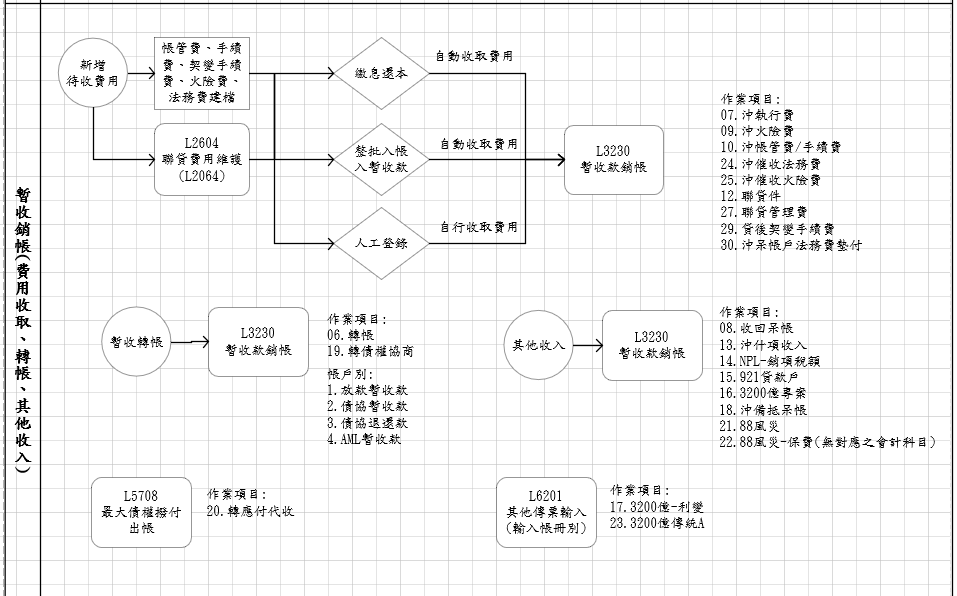 暫收銷帳(費用收取、轉帳、其他收入)
新增
待收費用
帳管費、手續
費、契變手續
費、火險費、
法務費建檔
L2604
聯貸費用維護
(L2064)
繳息還本
自動收取費用
整批入帳
入暫收款
自動收取費用
人工登錄
自行收取費用
L3230
暫收款銷帳
作業項目:
07.沖執行費
09.沖火險費
10.沖帳管費/手續費
24.沖催收法務費
25.沖催收火險費
12.聯貸件
27.聯貸管理費
29.貸後契變手續費
30.沖呆帳戶法務費墊付
暫收轉帳
L3230
暫收款銷帳
作業項目:
06.轉帳
19.轉債權協商
帳戶別:
1.放款暫收款
2.債協暫收款
3.債協退還款
4.AML暫收款
其他收入
L3230
暫收款銷帳
作業項目:
08.收回呆帳
13.沖什項收入
14.NPL-銷項稅額
15.921貸款戶
16.3200億專案
18.沖備抵呆帳
21.88風災
22.88風災-保費(無對應之會計科目)
L5708
最大債權撥付
出帳
作業項目:
20.轉應付代收
L6201
其他傳票輸入
(輸入帳冊別)
作業項目:
17.3200億-利變
23.3200億傳統A